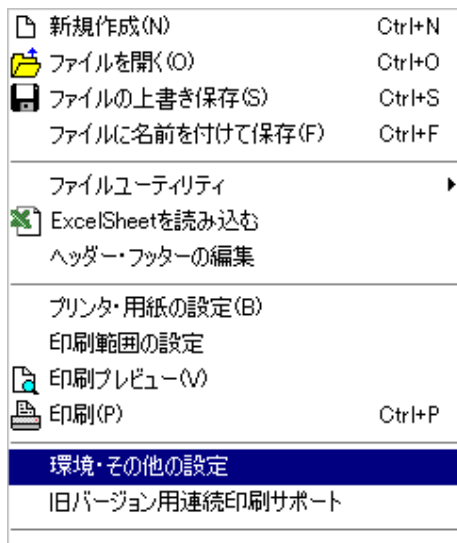 新規作成(N) Ctrl+N
ファイルを開く(O) Ctrl+O
ファイルの上書き保存(S) Ctrl+S
ファイルに名前を付けて保存(F) Ctrl+F
ファイルユーティリティ
ExcelSheetを読み込む
ヘッダー・フッターの編集
プリンタ・用紙の設定(B)
印刷範囲の設定
印刷プレビュー(V)
印刷(P) Ctrl+P
環境・その他の設定
旧バージョン用連続印刷サポート